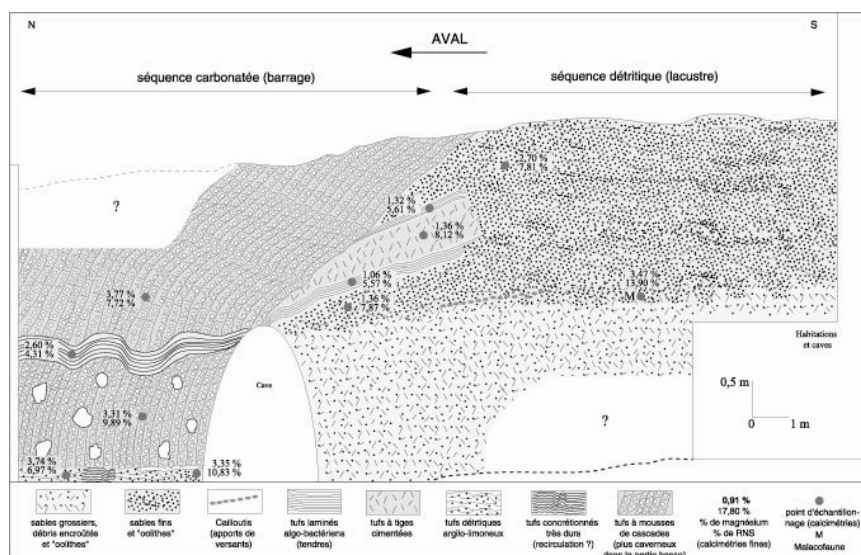 N
S
AVAL
séquence carbonatée (barrage)
séquence détritique (lacustre)
?
2,70 %
7,81 %
1,32 %
5,61 %
1,36 %
8,12 %
1,06 %
5,57 %
1,36 %
7,87 %
3,47
13,90 %
M
3,77 %
7,72 %
2,60 %
4,31 %
Habitations
et caves
Cave
0,5 m
0
1 m
?
3,31 %
9,89 %
3,74 %
6,97 %
3,35 %
10,83 %
sables grossiers,
débris encroûtés
et "oolithes"
sables fins
et "oolithes"
Cailloutis
(apports de
versants)
tufs laminés
algo-bactériens
(tendres)
tufs à tiges
cimentées
tufs détritiques
argilo-limoneux
tufs concrétionnés
très durs
(recirculation ?)
tufs à mousses
de cascades
(plus caverneux
dans la partie basse)
0,91 %
17,80 %
% de magnésium
% de RNS
(calcimétries fines)
point d'échantillon-
nage (calcimétries)
M
Malacofaune